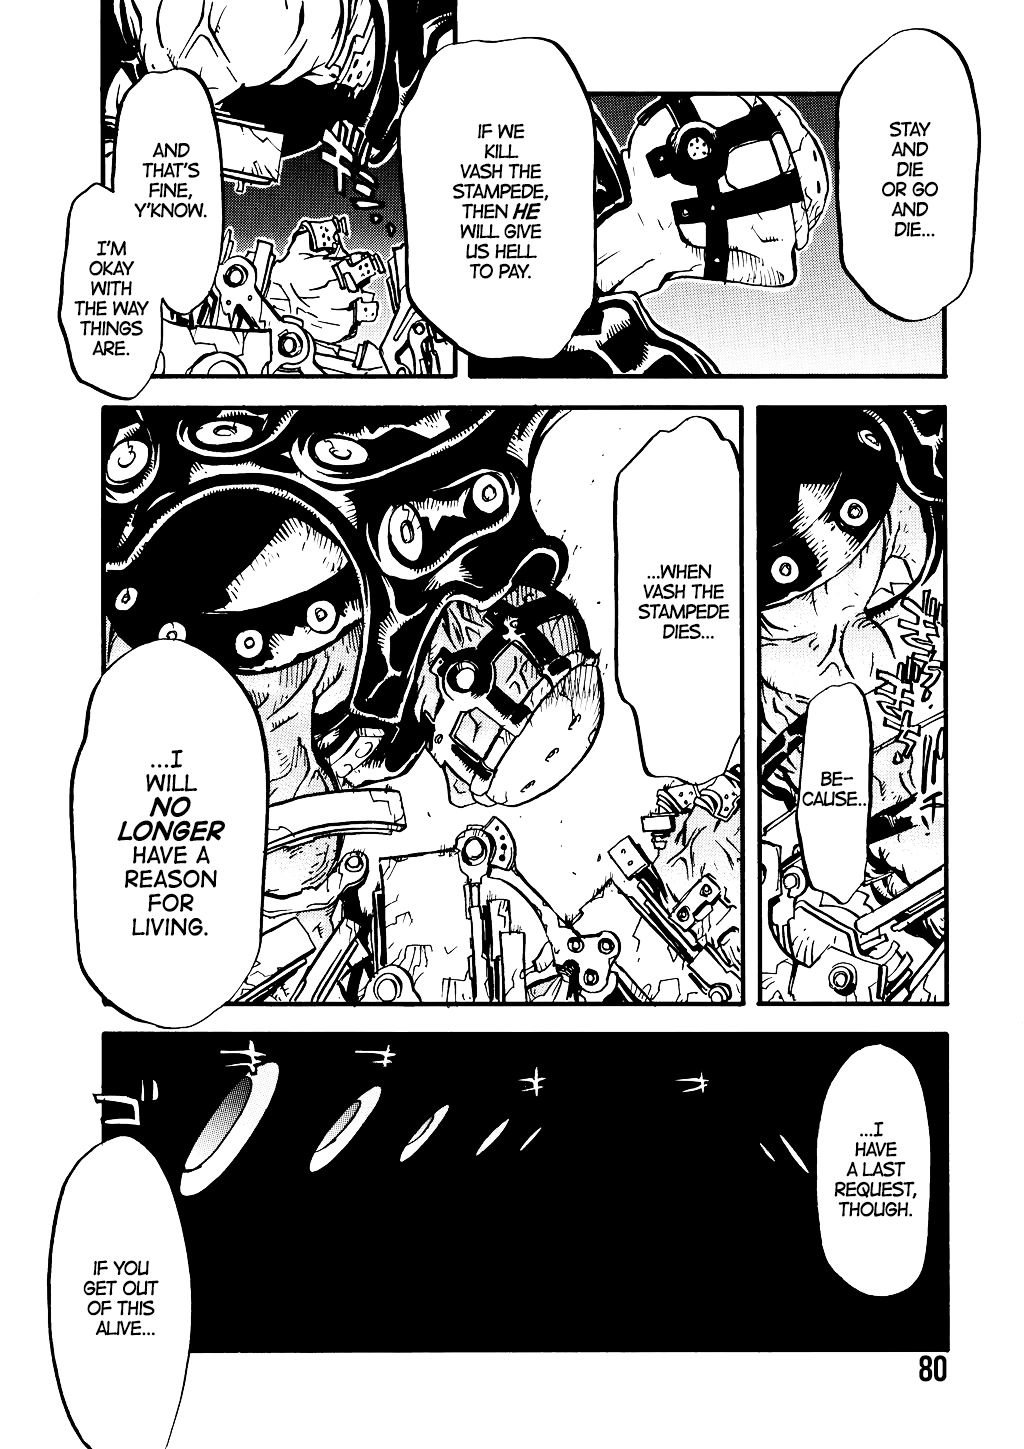 STAY
AND
DIE
OR GO
AND
DIE...
IF WE
KILL
VASH THE
STAMPEDE,
THEN HE
WILL GIVE
US HELL
TO PAY.
AND
THAT'S
FINE,
Y'KNOW.
I'M
OKAY
WITH
THE WAY
THINGS
ARE.
BE-
CAUSE...
...WHEN
VASH THE
STAMPEDE
DIES...
...I
WILL
NO
LONGER
HAVE A
REASON
FOR
LIVING.
...I
HAVE
A LAST
REQUEST,
THOUGH.
IF YOU
GET OUT
OF THIS
ALIVE...
80